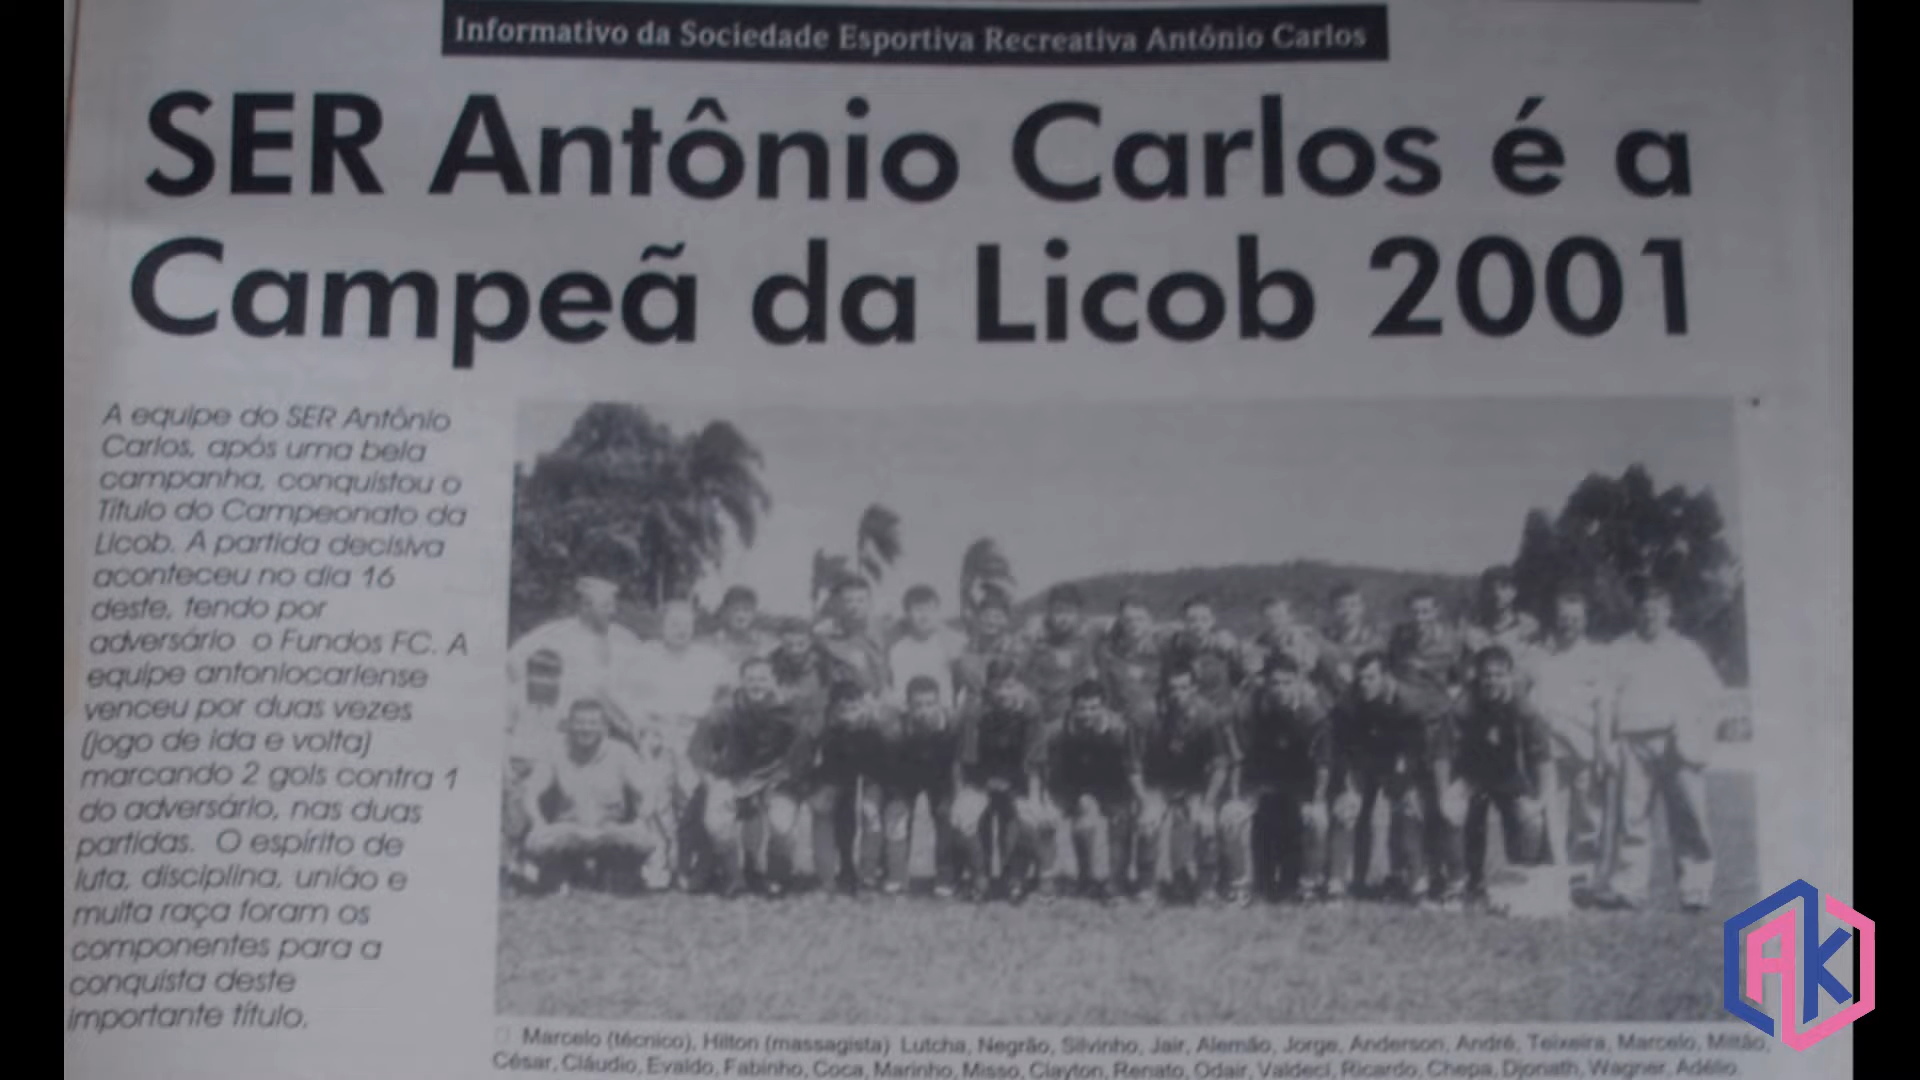 Informativo da Sociedade Esportiva Recreativa Antônio Carlos
SER Antônio Carlos é a
Campeã da Licob 2001
A equipe do SER Antônio
Carlos, após uma bela
campanha, conquistou o
Título do Campeonato da
Licob. A partida decisiva
aconteceu no dia 16
deste, tendo por
adversário o Fundos FC. A
equipe antoniocarlense
venceu por duas vezes
(jogo de ida e volta)
marcando 2 gols contra 1
do adversário, nas duas
partidas. O espírito de
luta, disciplina, união e
muita raça foram os
componentes para a
conquista deste
importante título.
Marcelo (técnico), Hilton (massagista) Lutcha, Negrão, Silvinho, Jair, Alemão, Jorge, Anderson, André, Teixeira, Marcelo, Miltão,
César, Cláudio, Evaldo, Fabinho, Coca, Marinho, Misso, Clayton, Renato, Odair, Valdeci, Ricardo, Chepa, Djonath, Wagner, Adélio.
AK